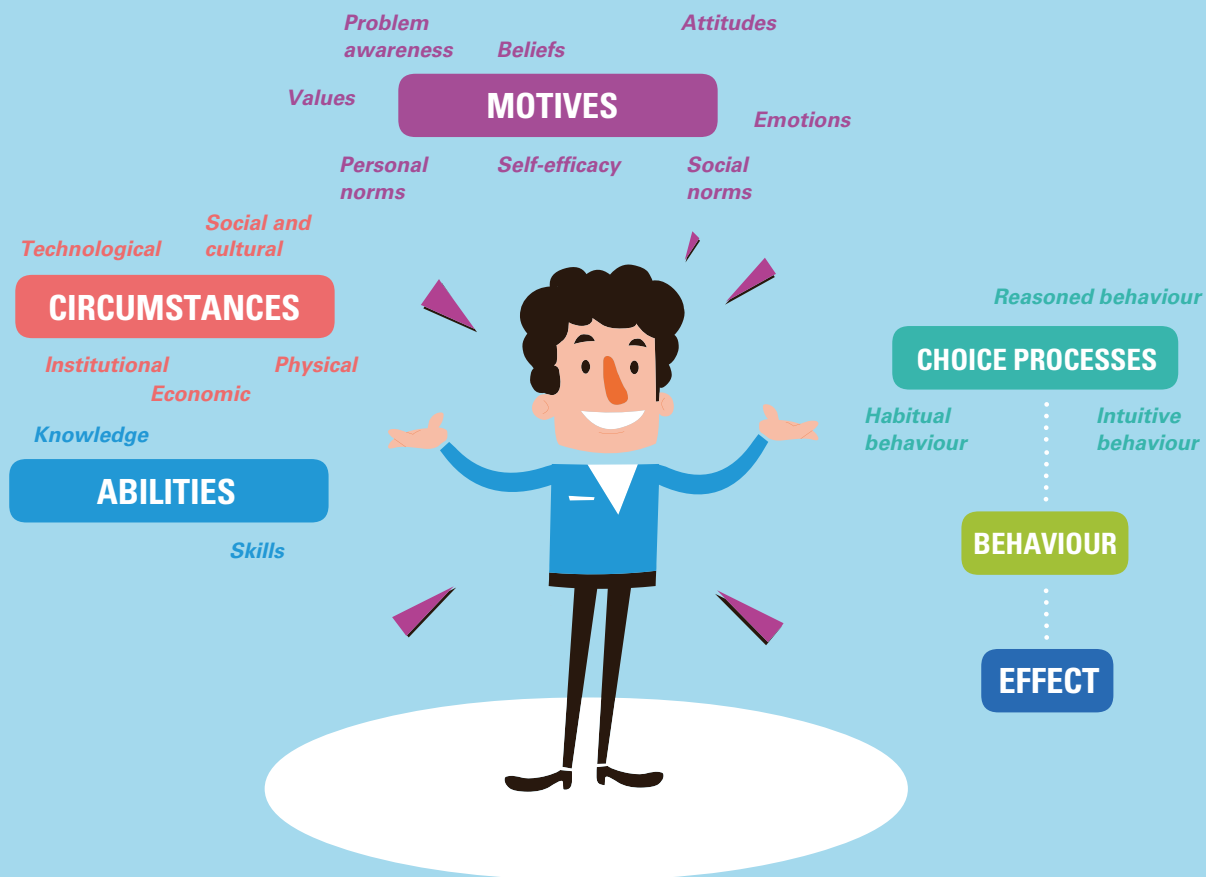 Problem
awareness
Beliefs
Attitudes
Values
MOTIVES
Emotions
Personal
norms
Self-efficacy
Social
norms
Technological
Social and
cultural
CIRCUMSTANCES
Institutional
Physical
Economic
Knowledge
ABILITIES
Skills
Reasoned behaviour
CHOICE PROCESSES
Habitual
behaviour
Intuitive
behaviour
BEHAVIOUR
EFFECT